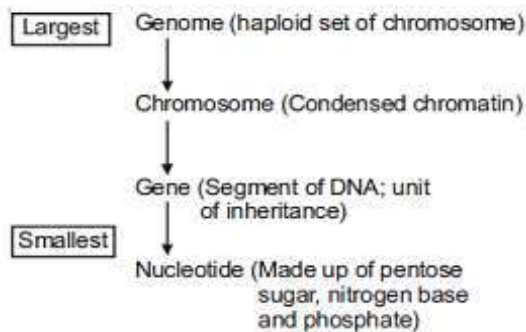 Largest
Genome (haploid set of chromosome)
Chromosome (Condensed chromatin)
Gene (Segment of DNA; unit
of inheritance)
Smallest
Nucleotide (Made up of pentose
sugar, nitrogen base
and phosphate)